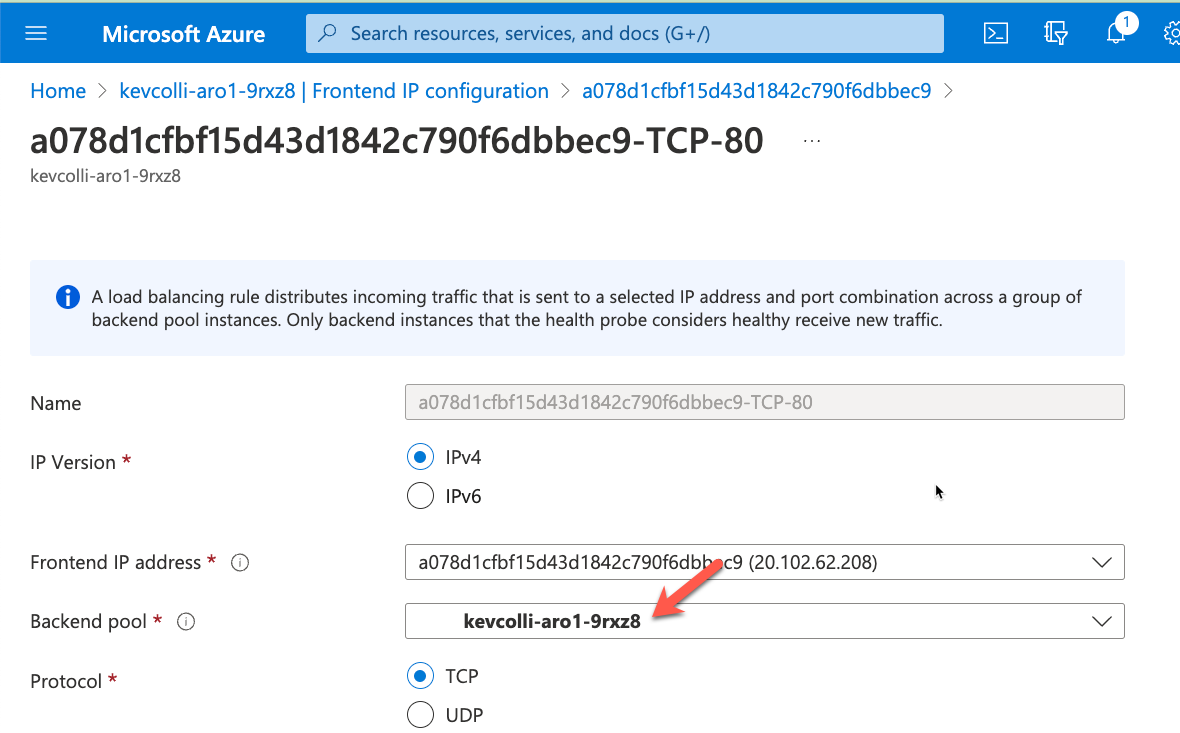 Microsoft Azure
Search resources, services, and docs (G+/)
1
Home > kevcolli-aro1-9rxz8 | Frontend IP configuration > a078d1cfbf15d43d1842c790f6dbbec9 >
a078d1cfbf15d43d1842c790f6dbbec9-TCP-80 ...
kevcolli-aro1-9rxz8
A load balancing rule distributes incoming traffic that is sent to a selected IP address and port combination across a group of
backend pool instances. Only backend instances that the health probe considers healthy receive new traffic.
Name
a078d1cfbf15d43d1842c790f6dbbec9-TCP-80
IP Version *
IPv4
IPv6
Frontend IP address *
a078d1cfbf15d43d1842c790f6dbbec9 (20.102.62.208)
Backend pool *
kevcolli-aro1-9rxz8
Protocol *
TCP
UDP